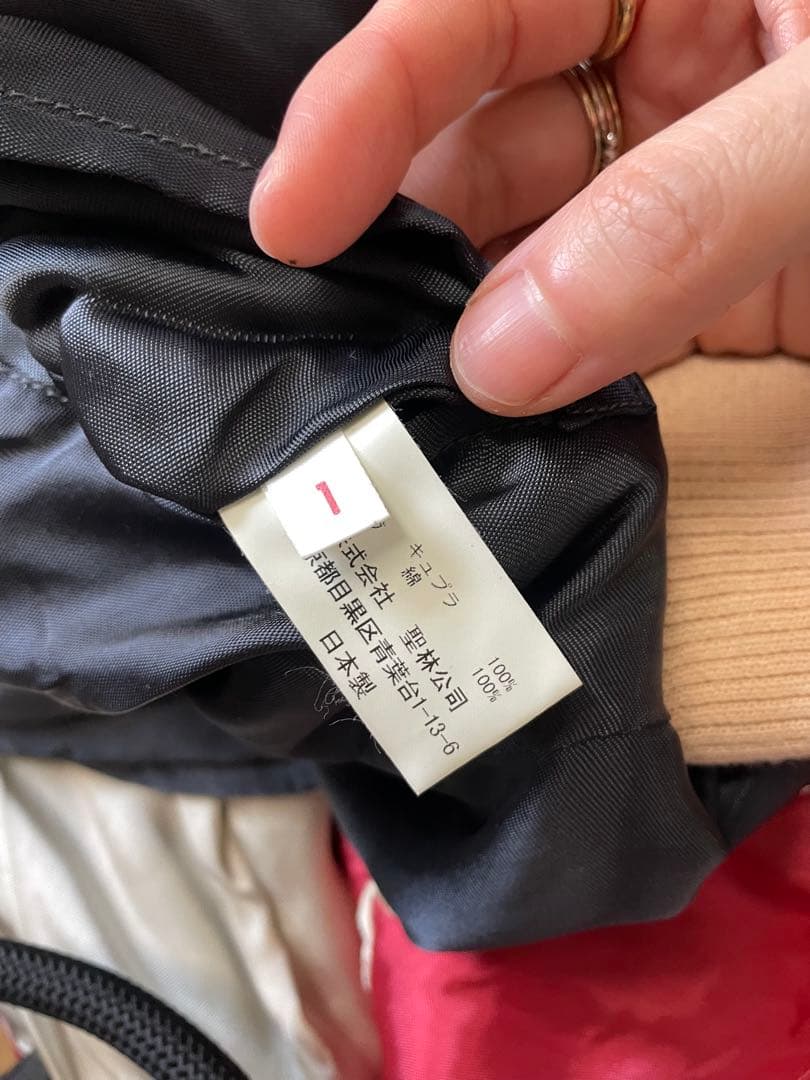 1
キュプラ 100%
綿 100%
式会社 聖林公司
京都目黒区青葉台1-13-6
日本製